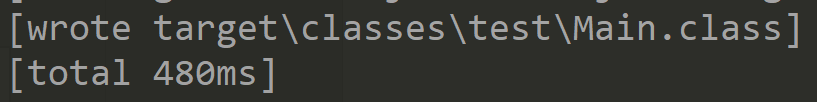 [wrote target\classes\test\Main.class]
[total 480ms]